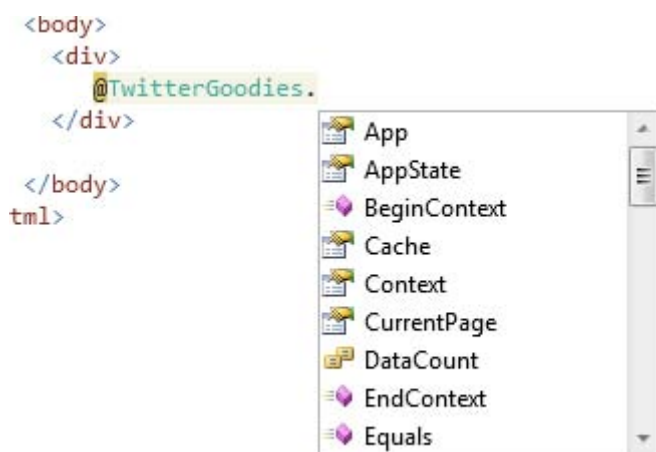 <body>
<div>
@TwitterGoodies.
</div>
</body>
tml>
App
AppState
BeginContext
Cache
Context
CurrentPage
DataCount
EndContext
Equals